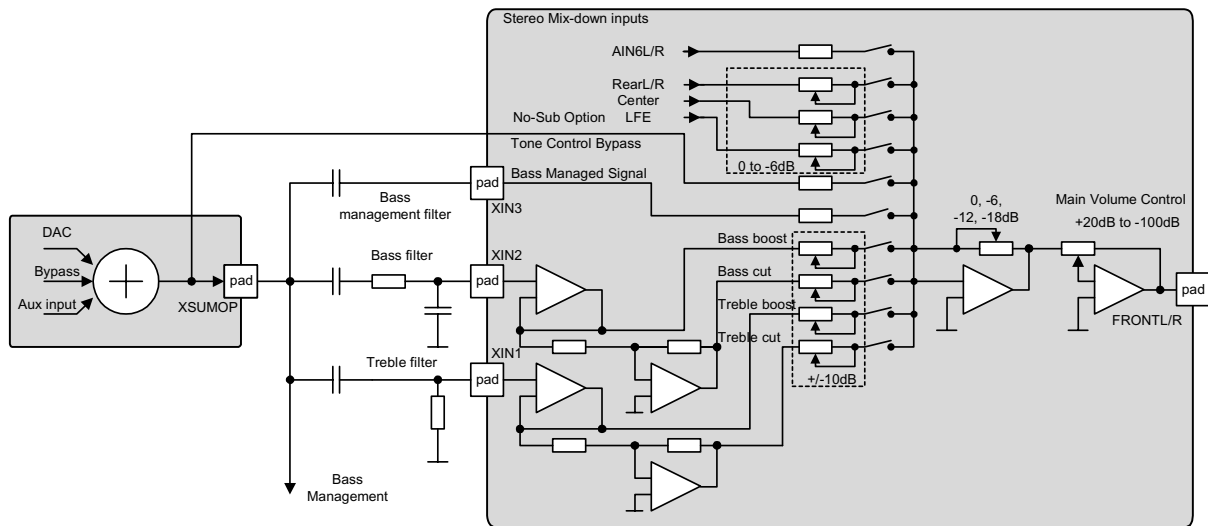 Stereo Mix-down inputs
AIN6L/R
RearL/R
Center
No-Sub Option
LFE
Tone Control Bypass
0 to -6dB
pad
Bass Managed Signal
Bass
management filter
XIN3
DAC
Bypass
Aux input
XSUMOP
pad
Bass filter
XIN2
pad
Bass boost
Bass cut
Treble boost
Treble cut
+/-10dB
0, -6,
-12, -18dB
Main Volume Control
+20dB to -100dB
pad
FRONTL/R
Treble filter
XIN1
pad
Bass
Management